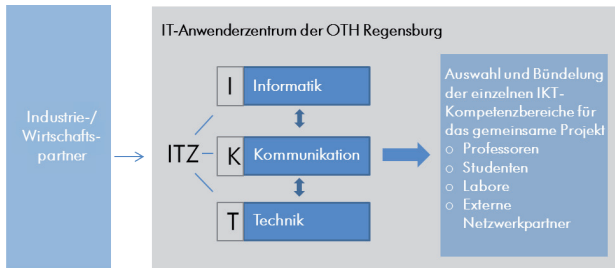 IT-Anwenderzentrum der OTH Regensburg
Industrie-/
Wirtschafts-
partner
ITZ
I Informatik
K Kommunikation
T Technik
Auswahl und Bündelung
der einzelnen IKT-
Kompetenzbereiche für
das gemeinsame Projekt
o Professoren
o Studenten
o Labore
o Externe
Netzwerkpartner